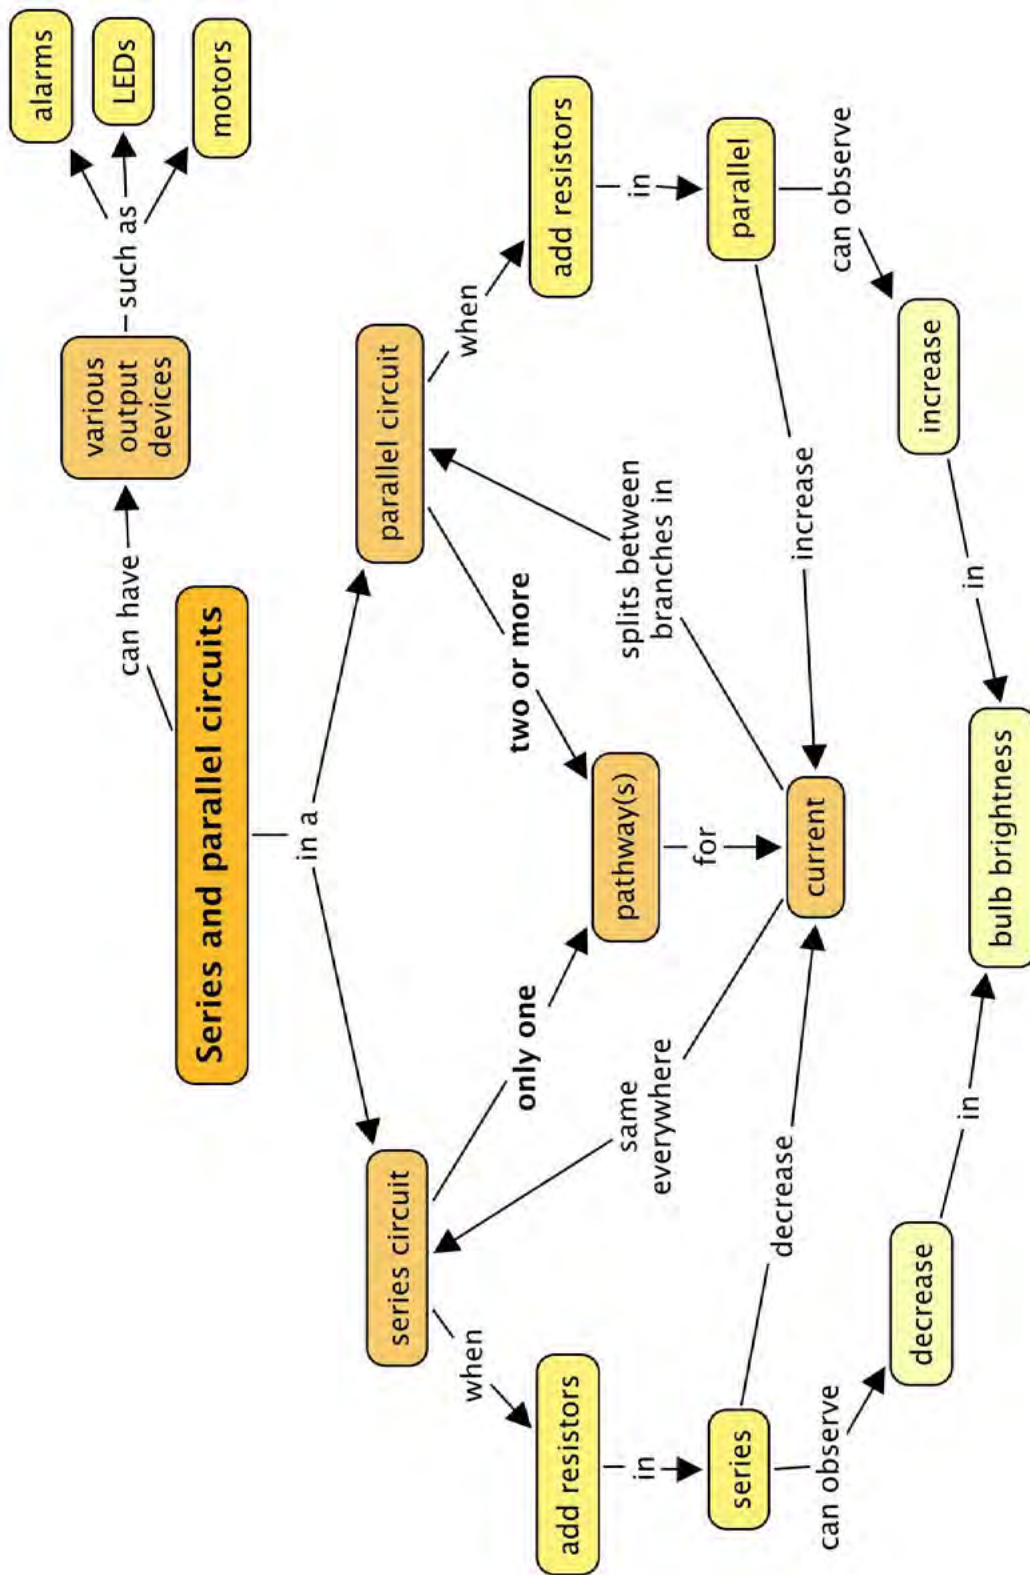 alarms
LEDs
motors
such as
various
output
devices
can have
Series and parallel circuits
in a
series circuit
parallel circuit
when
only one
two or more
when
add resistors
pathway(s)
add resistors
in
same
everywhere
for
splits between
branches in
in
series
decrease
current
increase
parallel
can observe
can observe
decrease
increase
in
in
bulb brightness